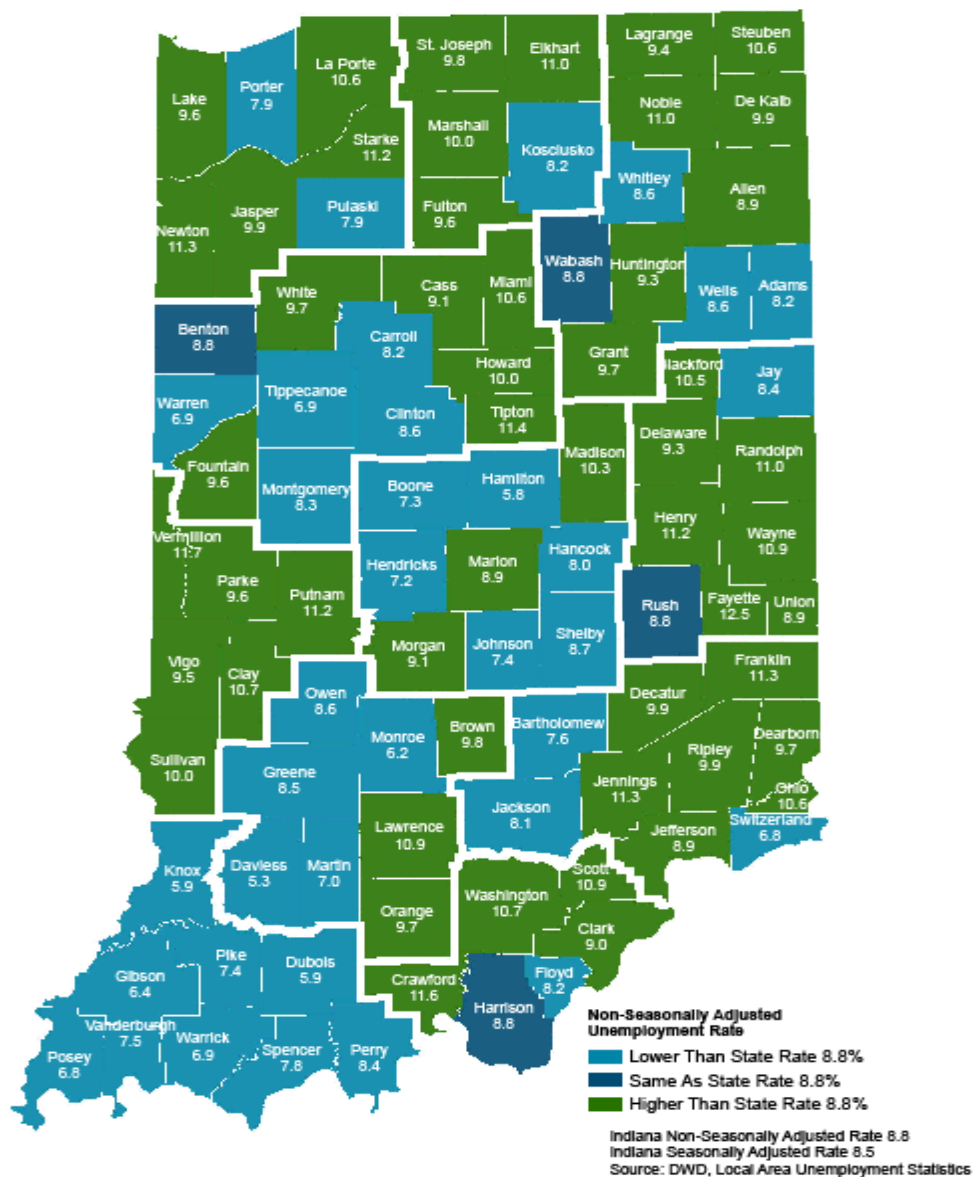 St. Joseph
9.8
Elkhart
11.0
Lagrange
9.4
Steuben
10.6
La Porte
10.6
Porter
7.9
Lake
9.6
Noble
11.0
De Kalb
9.9
Marshall
10.0
Starke
11.2
Kosciusko
8.2
Whitley
8.6
Allen
8.9
Pulaski
7.9
Fulton
9.6
Jasper
9.9
Newton
11.3
Wabash
8.8
Huntington
9.3
Wells
8.6
Adams
8.2
White
9.7
Cass
9.1
Miami
10.6
Benton
8.8
Carroll
8.2
Howard
10.0
Grant
9.7
Blackford
10.5
Jay
8.4
Warren
6.9
Tippecanoe
6.9
Clinton
8.6
Tipton
11.4
Madison
10.3
Delaware
9.3
Randolph
11.0
Fountain
9.6
Montgomery
8.3
Boone
7.3
Hamilton
5.8
Henry
11.2
Wayne
10.9
Vermillion
11.7
Parke
9.6
Putnam
11.2
Hendricks
7.2
Marion
8.9
Hancock
8.0
Rush
8.8
Fayette
12.5
Union
8.9
Vigo
9.5
Clay
10.7
Owen
8.6
Morgan
9.1
Johnson
7.4
Shelby
8.7
Decatur
9.9
Franklin
11.3
Sullivan
10.0
Greene
8.5
Monroe
6.2
Brown
9.8
Bartholomew
7.6
Jennings
11.3
Ripley
9.9
Dearborn
9.7
Ohio
10.6
Switzerland
6.8
Jefferson
8.9
Jackson
8.1
Lawrence
10.9
Knox
5.9
Daviess
5.3
Martin
7.0
Orange
9.7
Washington
10.7
Scott
10.9
Clark
9.0
Gibson
6.4
Pike
7.4
Dubois
5.9
Crawford
11.6
Harrison
8.8
Floyd
8.2
Posey
6.8
Vanderburgh
7.5
Warrick
6.9
Spencer
7.8
Perry
8.4
Non-Seasonally Adjusted
Unemployment Rate
Lower Than State Rate 8.8%
Same As State Rate 8.8%
Higher Than State Rate 8.8%
Indiana Non-Seasonally Adjusted Rate 8.8
Indiana Seasonally Adjusted Rate 8.5
Source: DWD, Local Area Unemployment Statistics